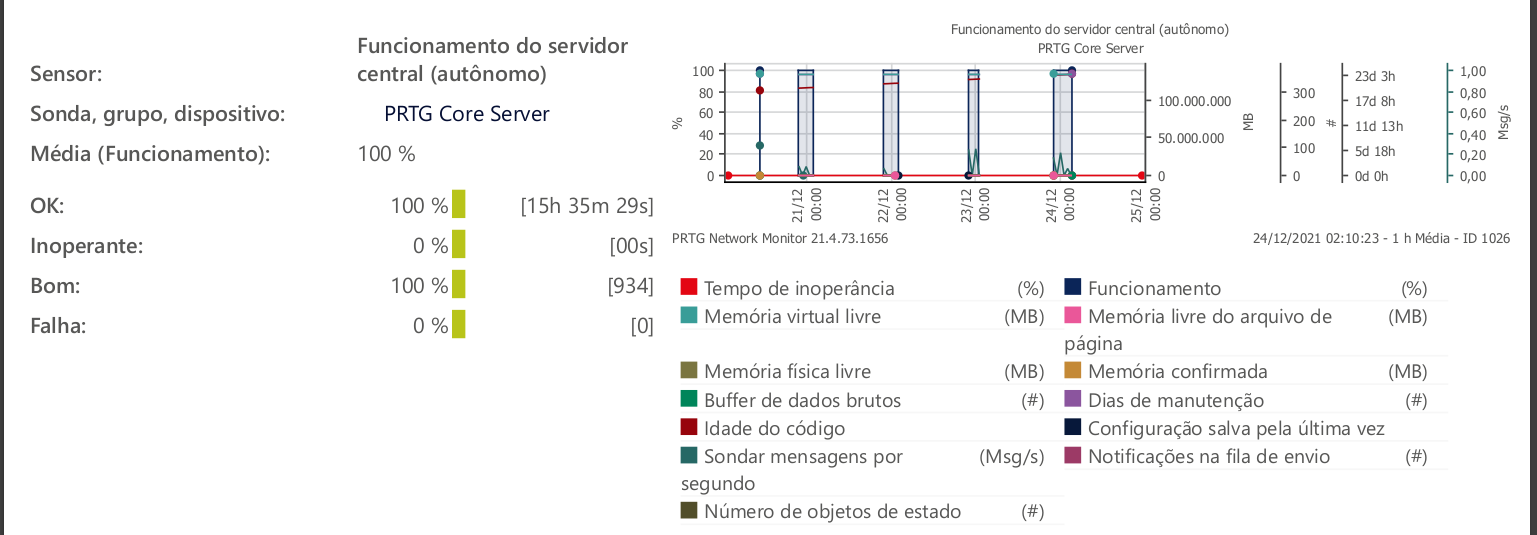 Funcionamento do servidor
central (autônomo)
Sensor:
Sonda, grupo, dispositivo:
PRTG Core Server
Média (Funcionamento):
100 %
OK:
100 %
[15h 35m 29s]
Inoperante:
0 %
[00s]
Bom:
100 %
[934]
Falha:
0 %
[0]
Funcionamento do servidor central (autônomo)
PRTG Core Server
100
80
60
40
20
0
%
100.000.000
50.000.000
0
MB
300
200
100
0
#
23d 3h
17d 8h
11d 13h
5d 18h
0d 0h
1,00
0,80
0,60
0,40
0,20
0,00
Msg/s
21/12
00:00
22/12
00:00
23/12
00:00
24/12
00:00
25/12
00:00
PRTG Network Monitor 21.4.73.1656
24/12/2021 02:10:23 - 1 h Média - ID 1026
Tempo de inoperância (%)
Funcionamento (%)
Memória virtual livre (MB)
Memória livre do arquivo de (MB)
página
Memória física livre (MB)
Memória confirmada (MB)
Buffer de dados brutos (#)
Dias de manutenção (#)
Idade do código
Configuração salva pela última vez
Sondar mensagens por (Msg/s)
segundo
Notificações na fila de envio (#)
Número de objetos de estado (#)